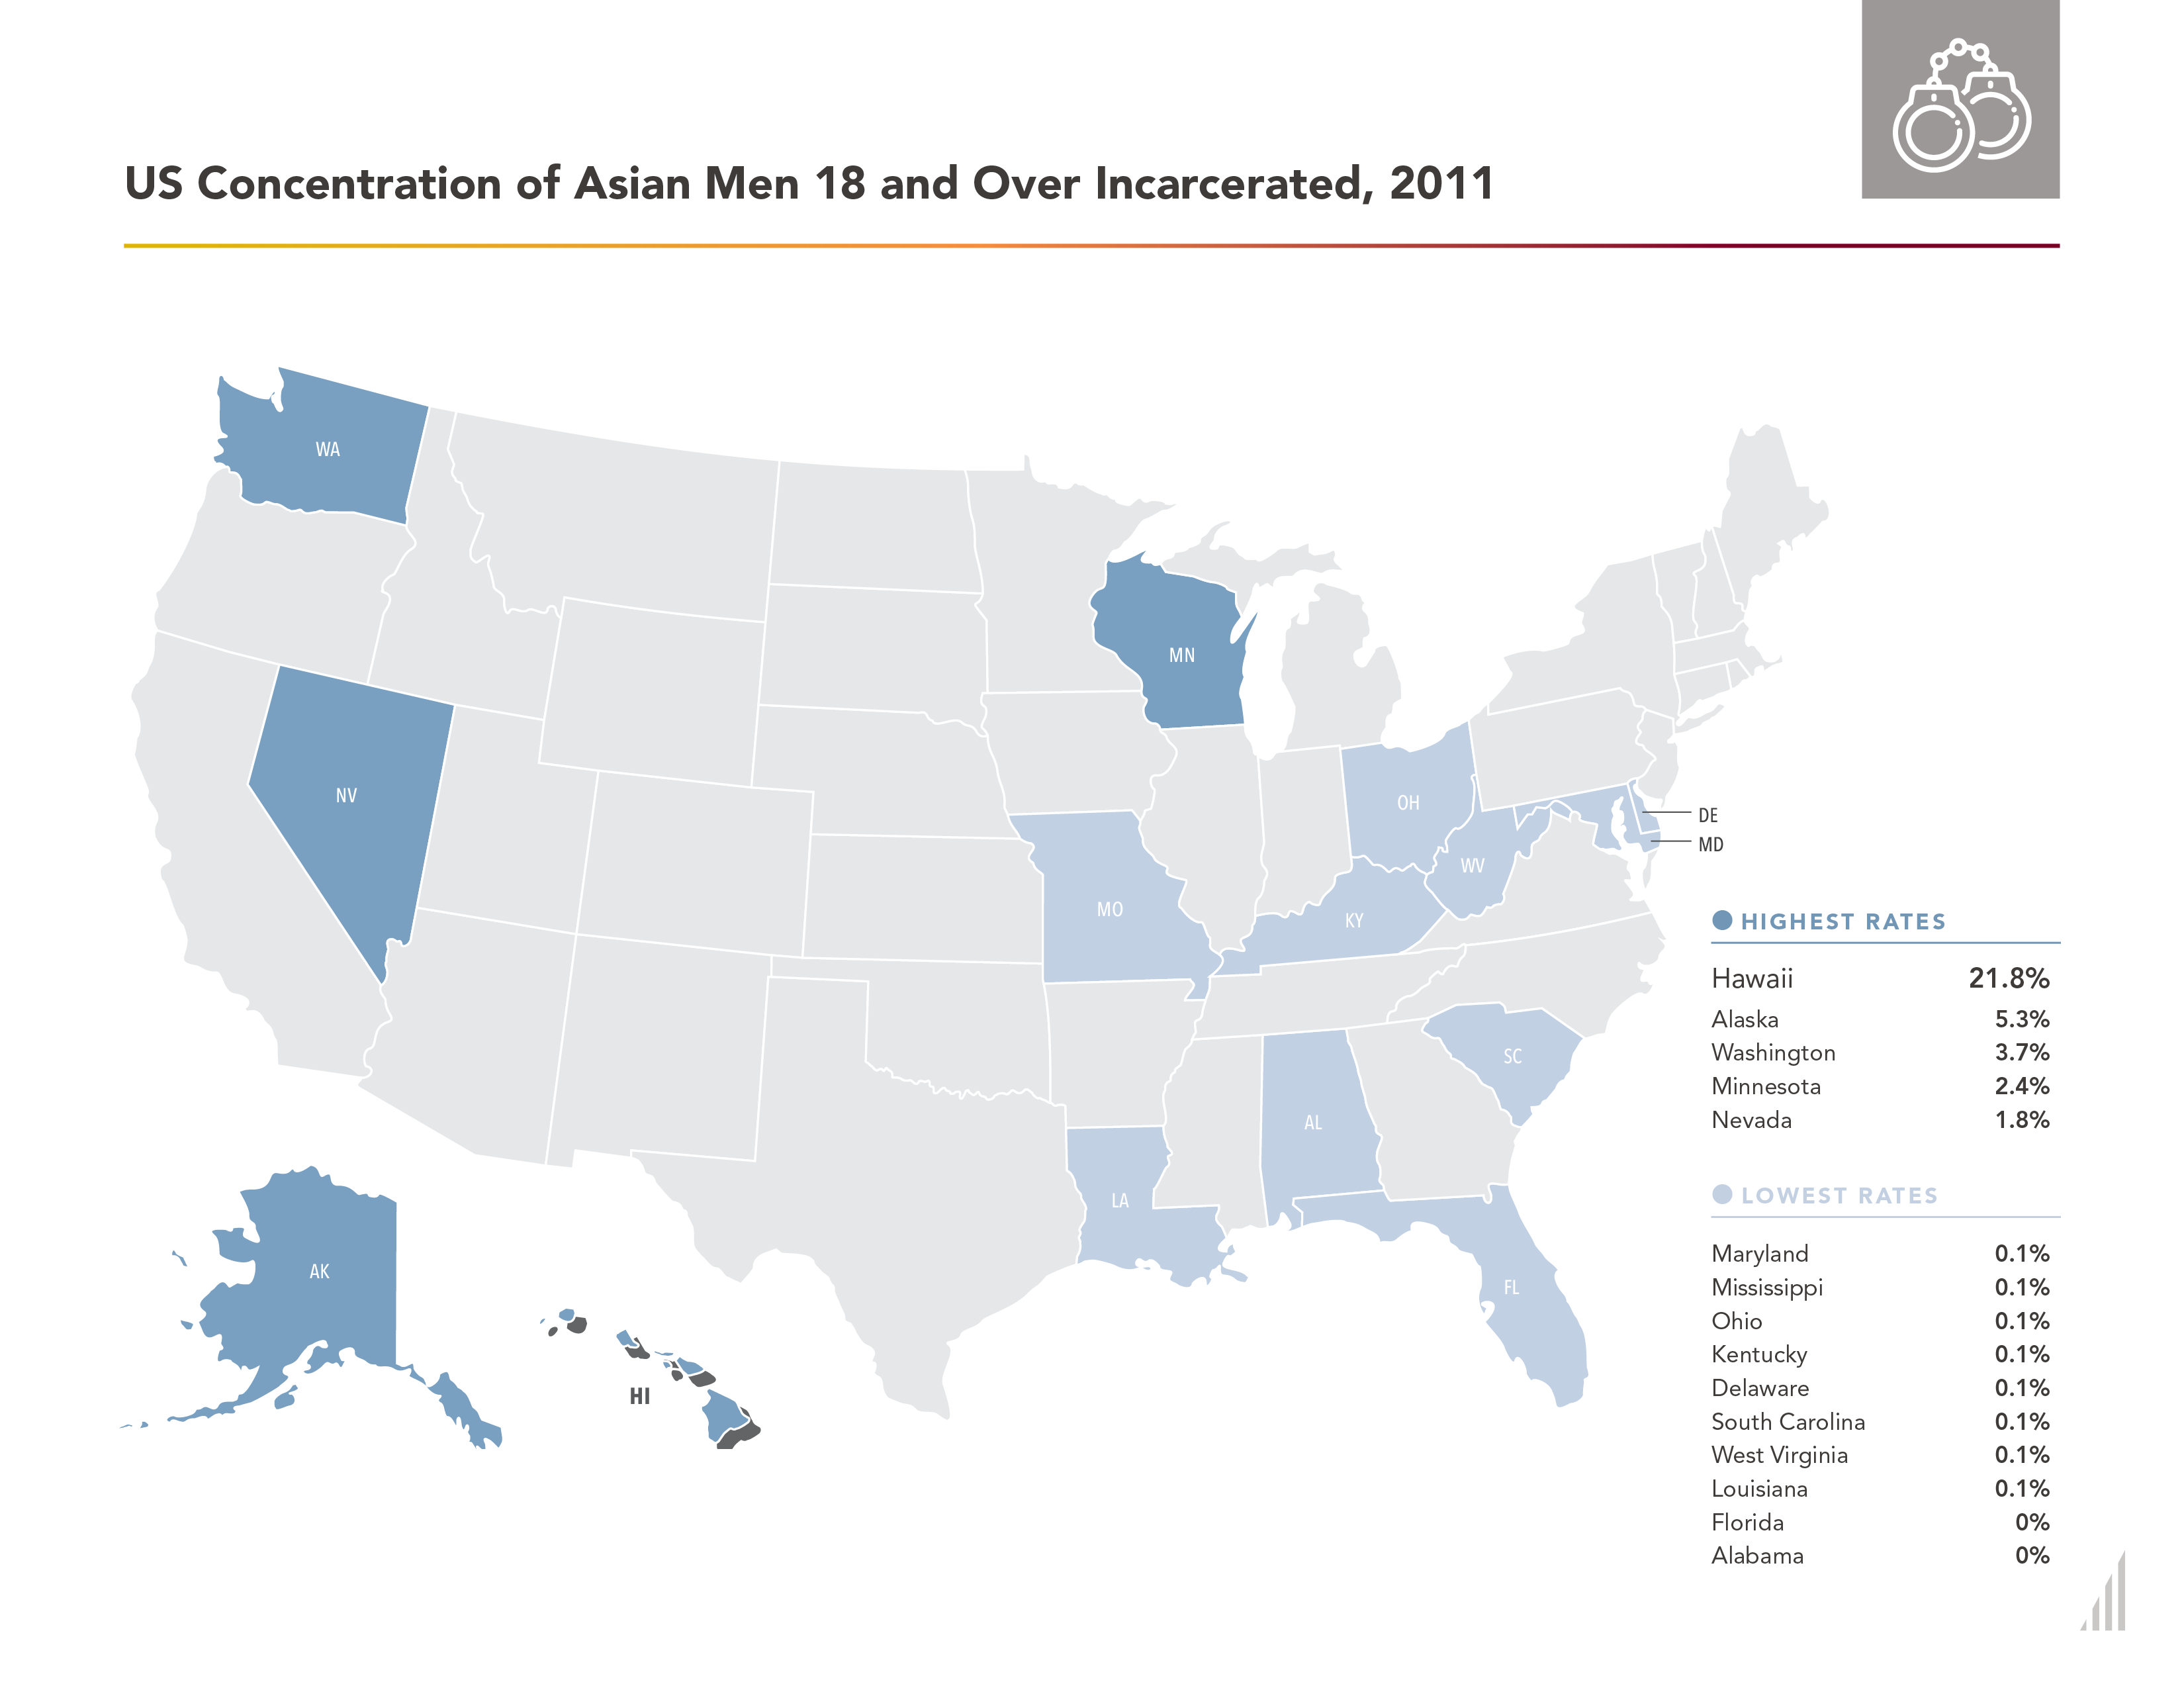 US Concentration of Asian Men 18 and Over Incarcerated, 2011
WA
MN
NV
OH
DE
MD
WV
MO
KY
SC
AL
LA
AK
FL
HI
HIGHEST RATES
Hawaii 21.8%
Alaska 5.3%
Washington 3.7%
Minnesota 2.4%
Nevada 1.8%
LOWEST RATES
Maryland 0.1%
Mississippi 0.1%
Ohio 0.1%
Kentucky 0.1%
Delaware 0.1%
South Carolina 0.1%
West Virginia 0.1%
Louisiana 0.1%
Florida 0%
Alabama 0%